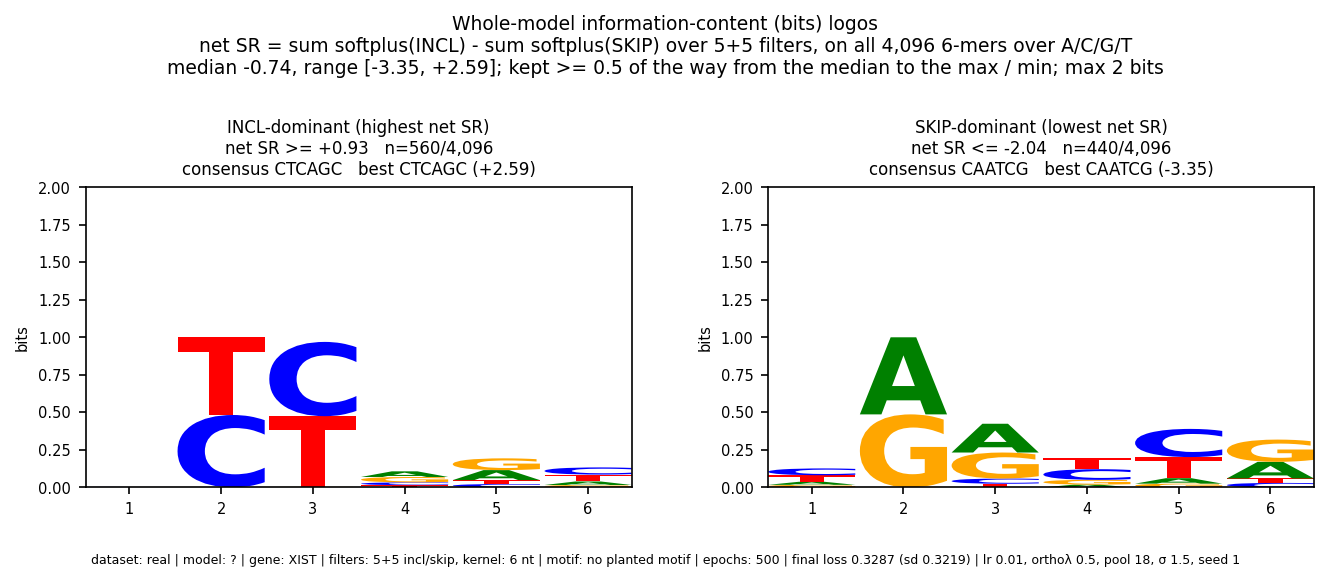 Whole-model information-content (bits) logos
net SR = sum softplus(INCL) - sum softplus(SKIP) over 5+5 filters, on all 4,096 6-mers over A/C/G/T
median -0.74, range [-3.35, +2.59]; kept >= 0.5 of the way from the median to the max / min; max 2 bits
INCL-dominant (highest net SR)
net SR >= +0.93 n=560/4,096
consensus CTCAGC best CTCAGC (+2.59)
2.00
1.75
1.50
1.25
1.00
0.75
0.50
0.25
0.00
bits
T
C
C
T
A
G
C
G
A
T
C
C
T
A
1 2 3 4 5 6
SKIP-dominant (lowest net SR)
net SR <= -2.04 n=440/4,096
consensus CAATCG best CAATCG (-3.35)
2.00
1.75
1.50
1.25
1.00
0.75
0.50
0.25
0.00
bits
C
T
A
A
G
A
G
C
T
T
C
G
C
T
A
G
G
A
T
C
1 2 3 4 5 6
dataset: real | model: ? | gene: XIST | filters: 5+5 incl/skip, kernel: 6 nt | motif: no planted motif | epochs: 500 | final loss 0.3287 (sd 0.3219) | lr 0.01, orthoλ 0.5, pool 18, σ 1.5, seed 1